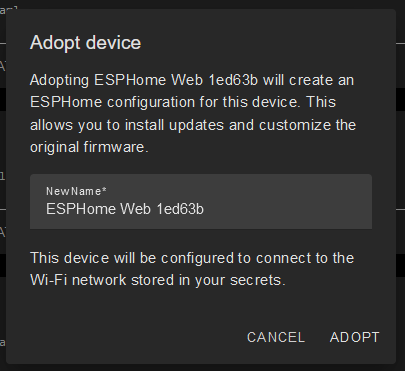 Adopt device
Adopting ESPHome Web 1ed63b will create an
ESPHome configuration for this device. This
allows you to install updates and customize the
original firmware.
New Name*
ESPHome Web 1ed63b
This device will be configured to connect to the
Wi-Fi network stored in your secrets.
CANCEL
ADOPT